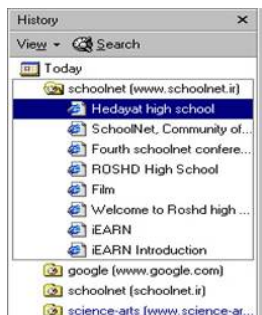 History
View Search
Today
schoolnet (www.schoolnet.ir)
Hedayat high school
SchoolNet, Community of...
Fourth schoolnet confere...
ROSHD High School
Film
Welcome to Roshd high ...
iEARN
iEARN Introduction
google (www.google.com)
schoolnet (schoolnet.ir)
science-arts (www.science-ar...